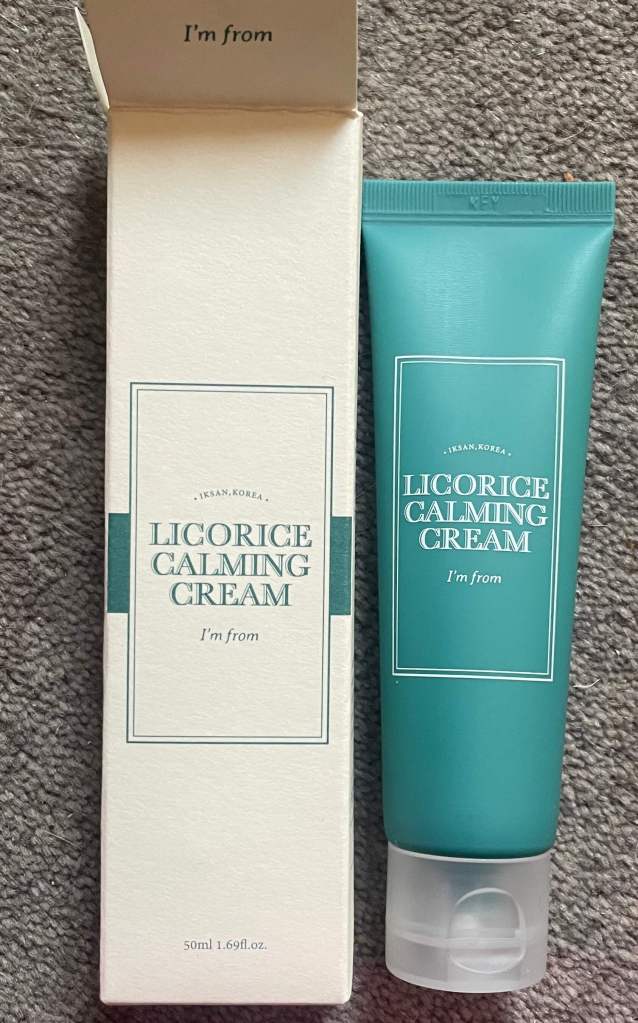 I'm from
• IKSAN, KOREA •
LICORICE
CALMING
CREAM
I'm from
50ml 1.69fl.oz.
• IKSAN, KOREA •
LICORICE
CALMING
CREAM
I'm from